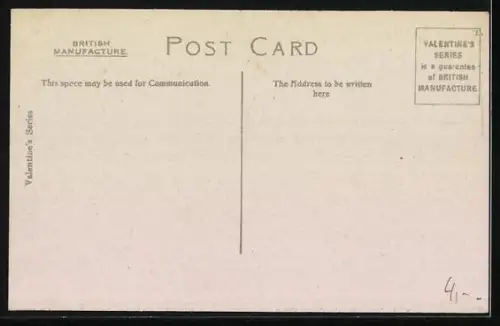 BRITISH
MANUFACTURE.
POST CARD
VALENTINE'S
SERIES
is a guarantee
of BRITISH
MANUFACTURE
This space may be used for Communication.
The Address to be written
here
Valentine's Series
4,-